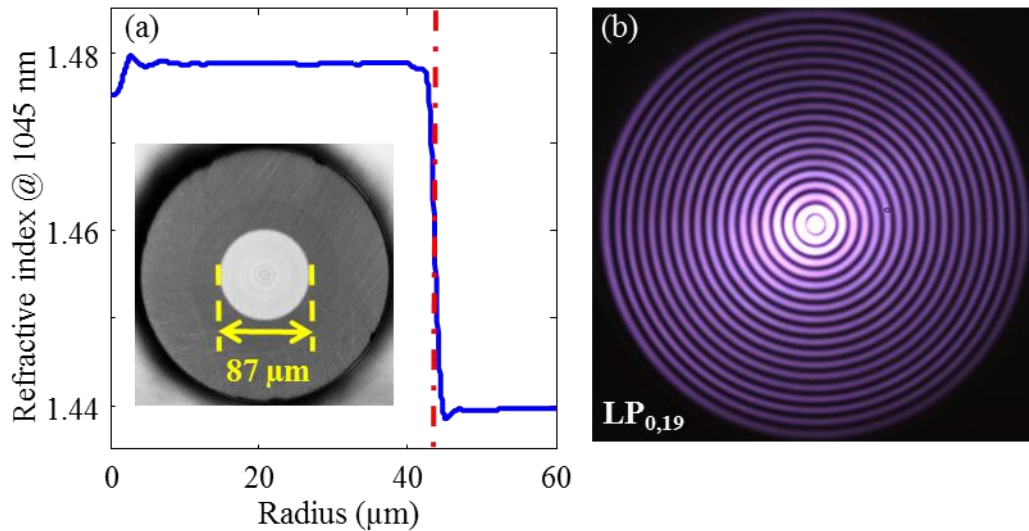 (a)
Refractive index @ 1045 nm
1.48
1.46
1.44
87 µm
0
20
40
60
Radius (µm)
(b)
LP0,19